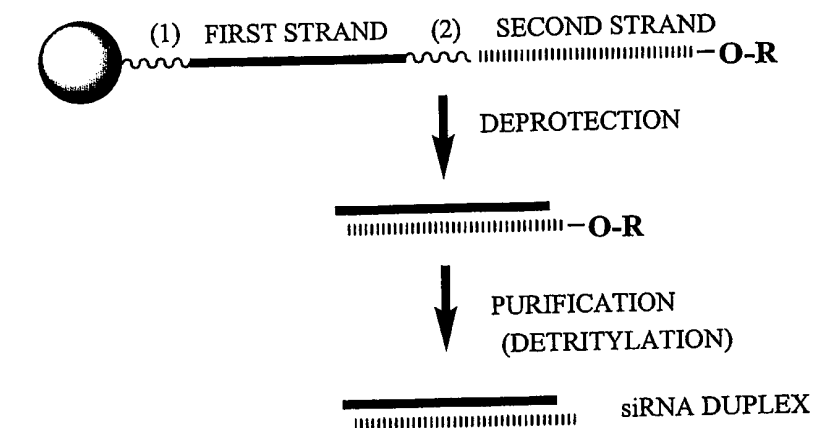 (1) FIRST STRAND (2) SECOND STRAND
–O-R
DEPROTECTION
–O-R
PURIFICATION
(DETRITYLATION)
siRNA DUPLEX